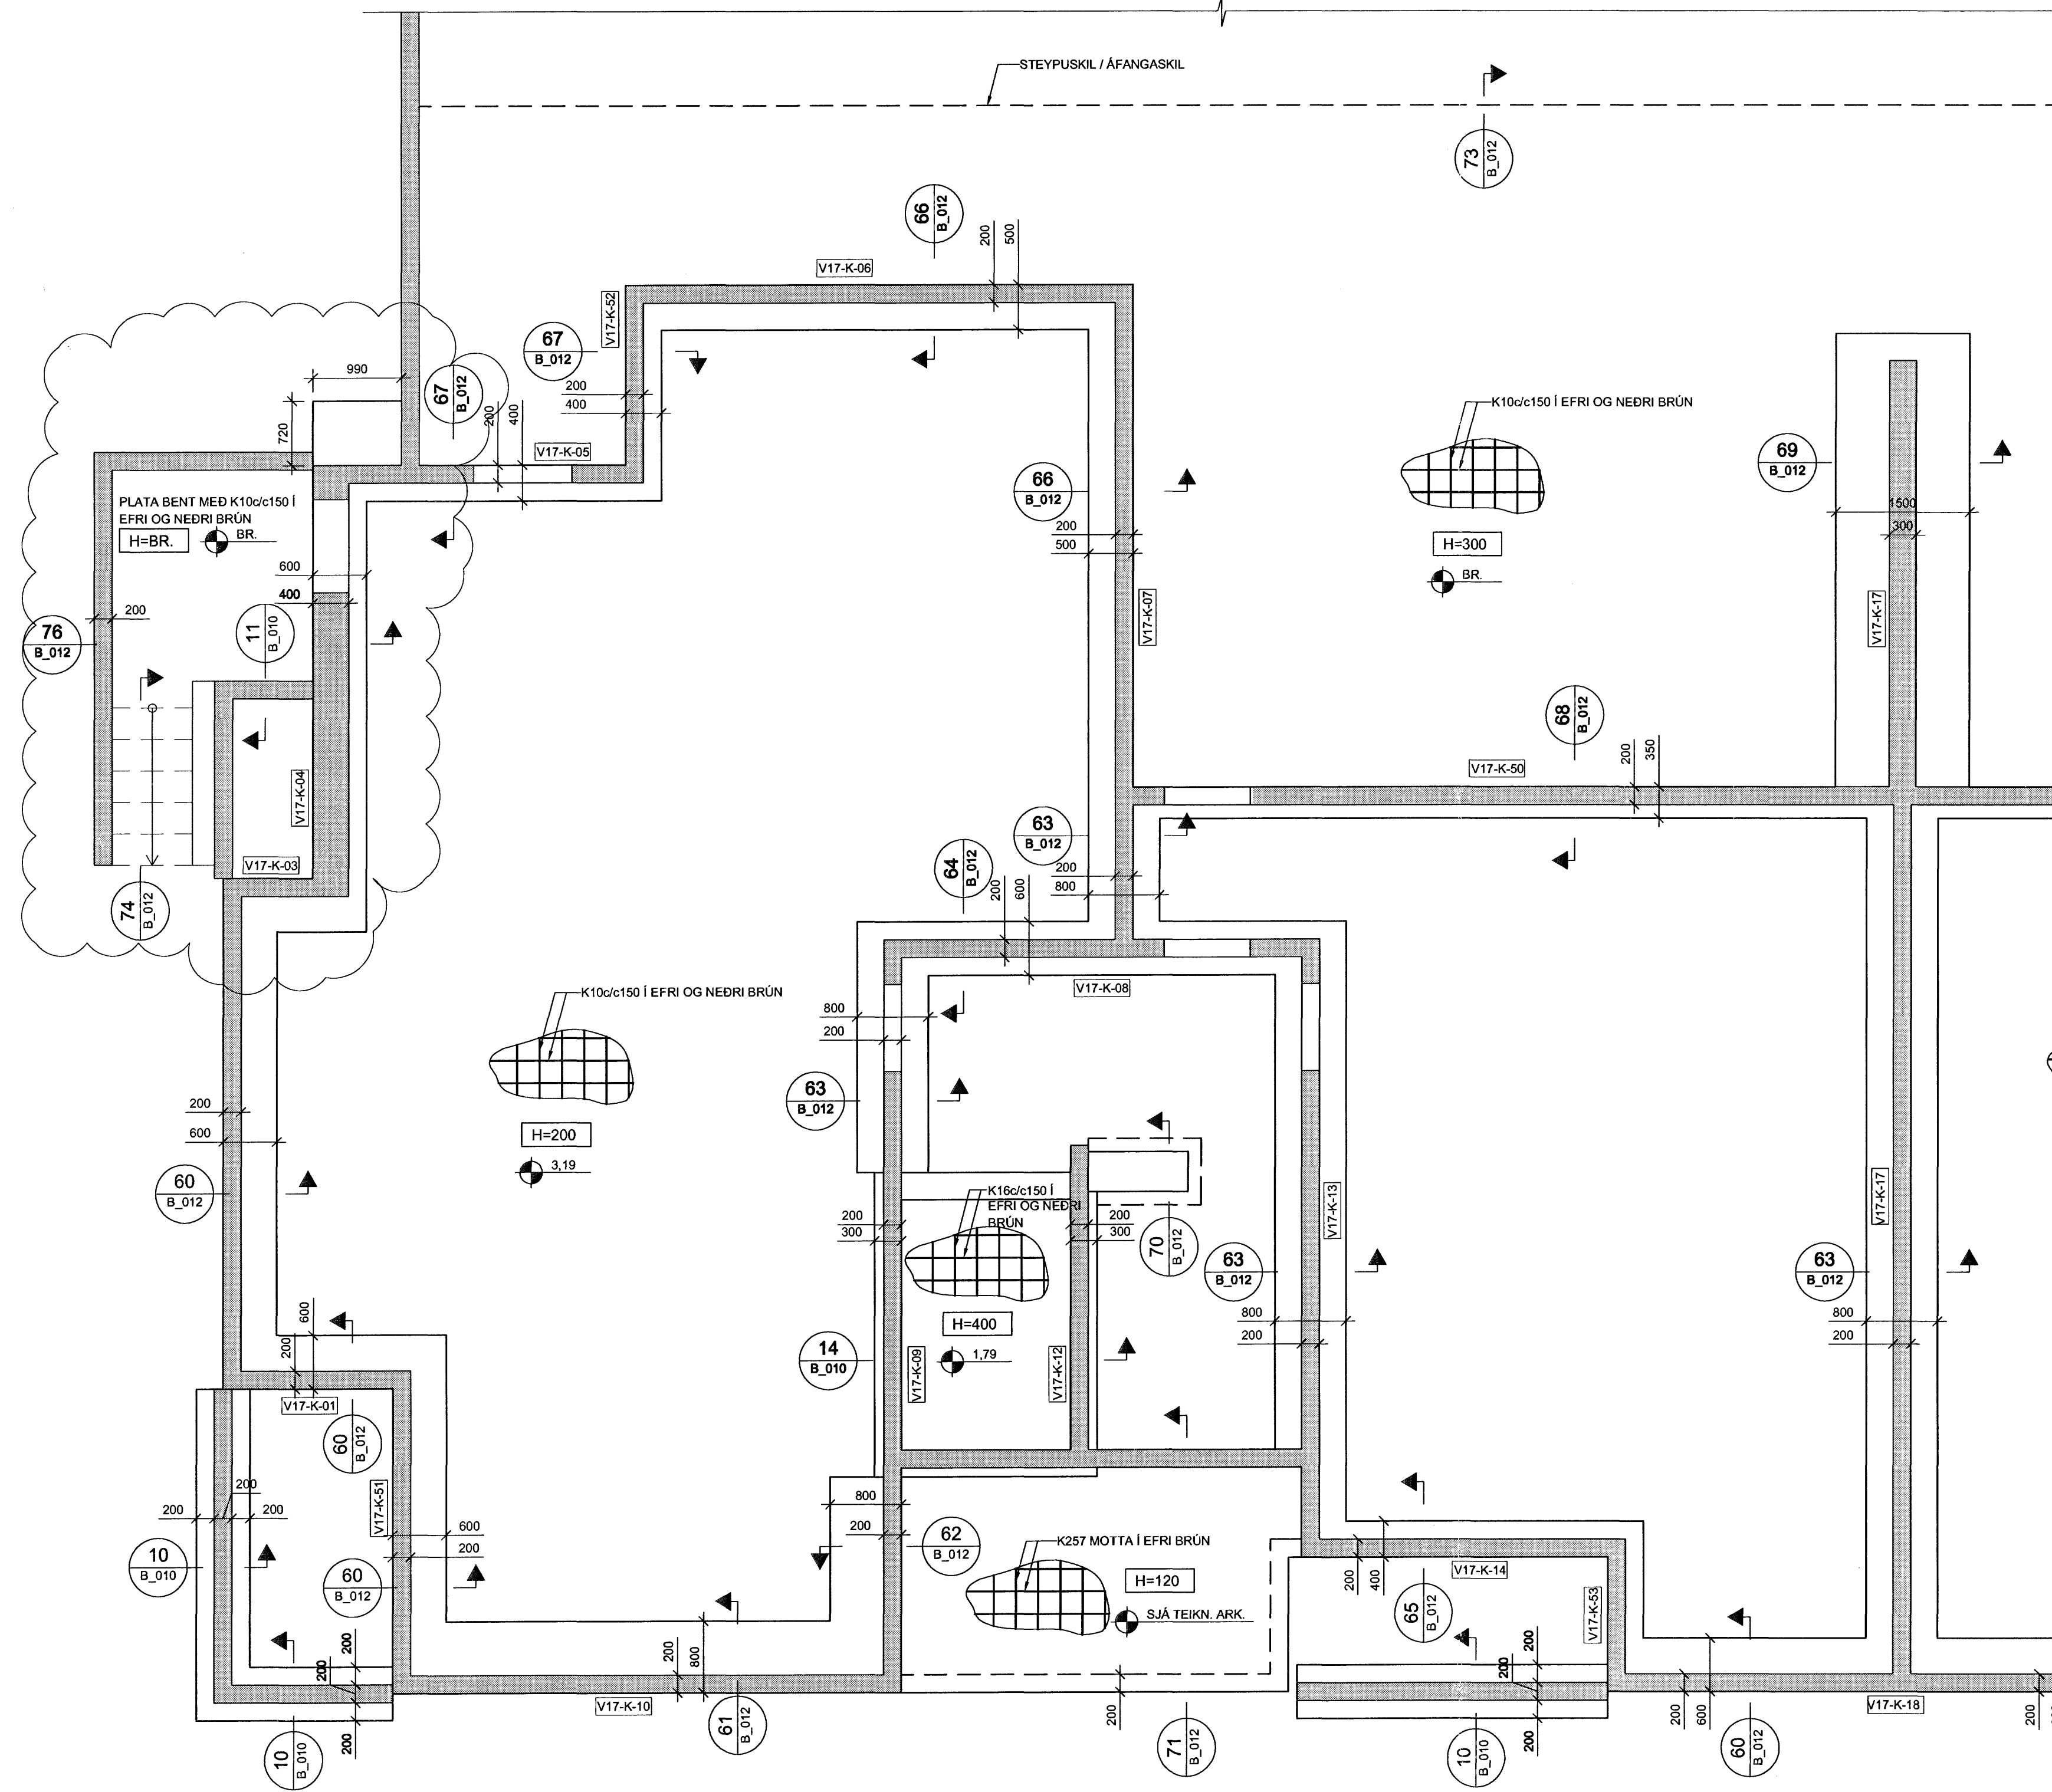 STEYPUSKIL / ÁFANGASKIL
73
B_012
66
B_012
200
500
V17-K-06
V17-K-52
67
B_012
67
B_012
990
200
400
720
200
400
V17-K-05
K10c/c150 Í EFRI OG NEÐRI BRÚN
69
B_012
1500
300
66
B_012
PLATA BENT MEÐ K10c/c150 Í
EFRI OG NEÐRI BRÚN
H=BR.
BR.
200
500
H=300
BR.
600
400
200
11
B_010
76
B_012
V17-K-07
V17-K-17
68
B_012
200
350
V17-K-50
V17-K-04
V17-K-03
63
B_012
64
B_012
200
800
200
600
74
B_012
K10c/c150 Í EFRI OG NEÐRI BRÚN
V17-K-08
800
200
63
B_012
200
600
H=200
3,19
60
B_012
K16c/c150 Í
EFRI OG NEÐRI
BRÚN
200
300
200
300
70
B_012
63
B_012
V17-K-13
V17-K-17
63
B_012
800
200
800
200
H=400
1,79
14
B_010
V17-K-09
V17-K-12
200
600
V17-K-01
60
B_012
V17-K-51
200
200
200
800
200
600
200
62
B_012
K257 MOTTA Í EFRI BRÚN
H=120
SJÁ TEIKN. ARK.
10
B_010
60
B_012
200
400
V17-K-14
65
B_012
V17-K-53
200
200
200
200
800
200
200
V17-K-10
61
B_012
200
71
B_012
10
B_010
200
10
B_010
200
600
60
B_012
V17-K-18
200